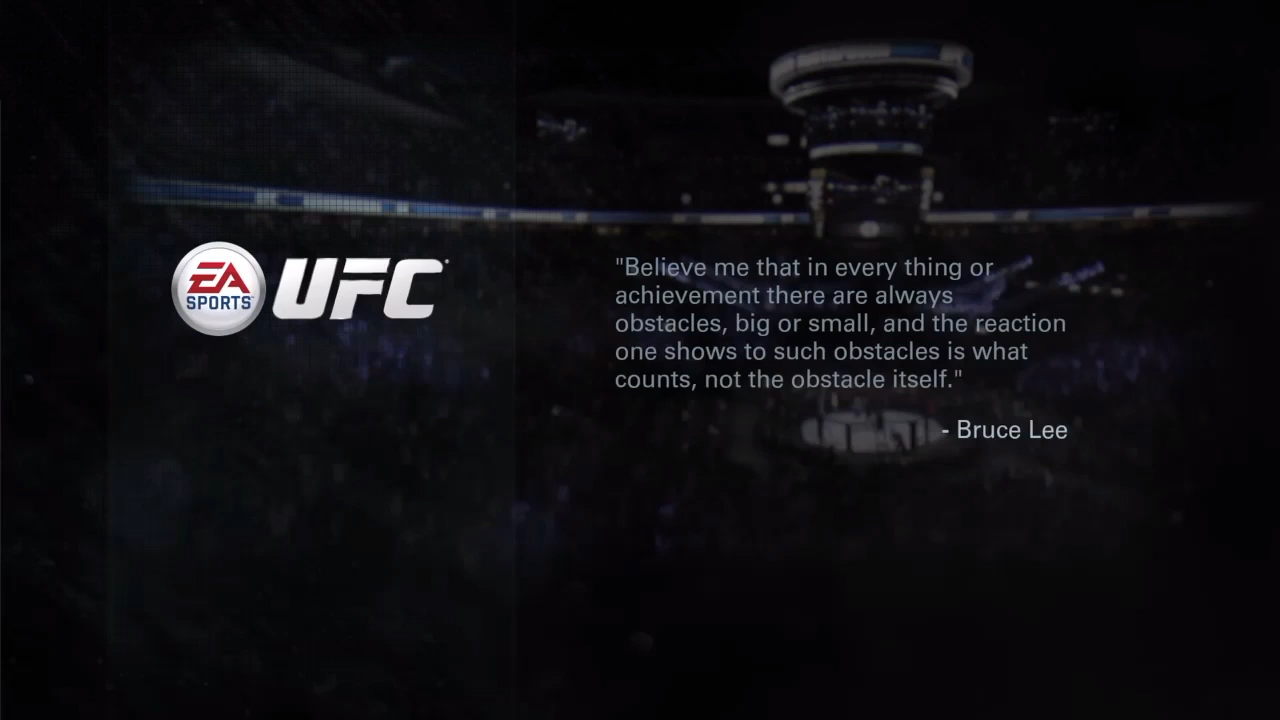 EA
SPORTS
UFC
"Believe me that in every thing or
achievement there are always
obstacles, big or small, and the reaction
one shows to such obstacles is what
counts, not the obstacle itself."
- Bruce Lee